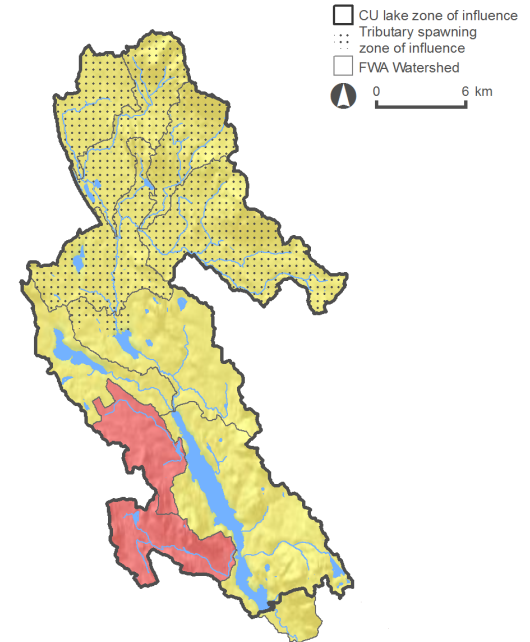 CU lake zone of influence
Tributary spawning
zone of influence
FWA Watershed
0 6 km